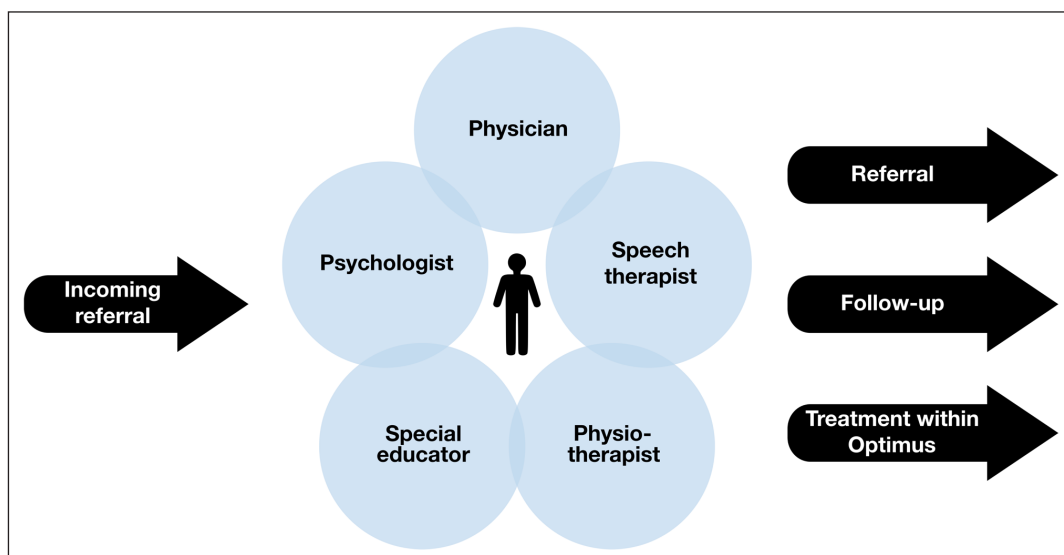 Physician
Psychologist
Speech
therapist
Incoming
referral
Special
educator
Physio-
therapist
Referral
Follow-up
Treatment within
Optimus